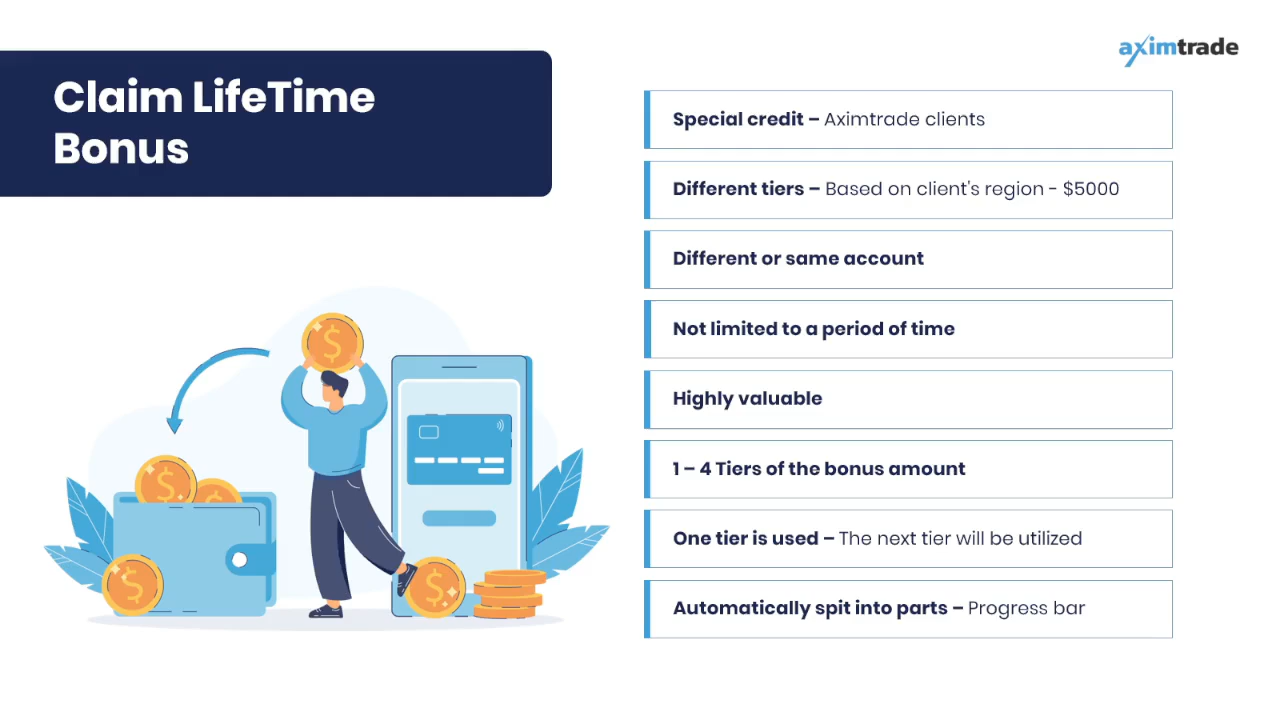 Claim LifeTime
Bonus
aximtrade
Special credit – Aximtrade clients
Different tiers – Based on client's region - $5000
Different or same account
Not limited to a period of time
Highly valuable
1 – 4 Tiers of the bonus amount
One tier is used – The next tier will be utilized
Automatically spit into parts – Progress bar